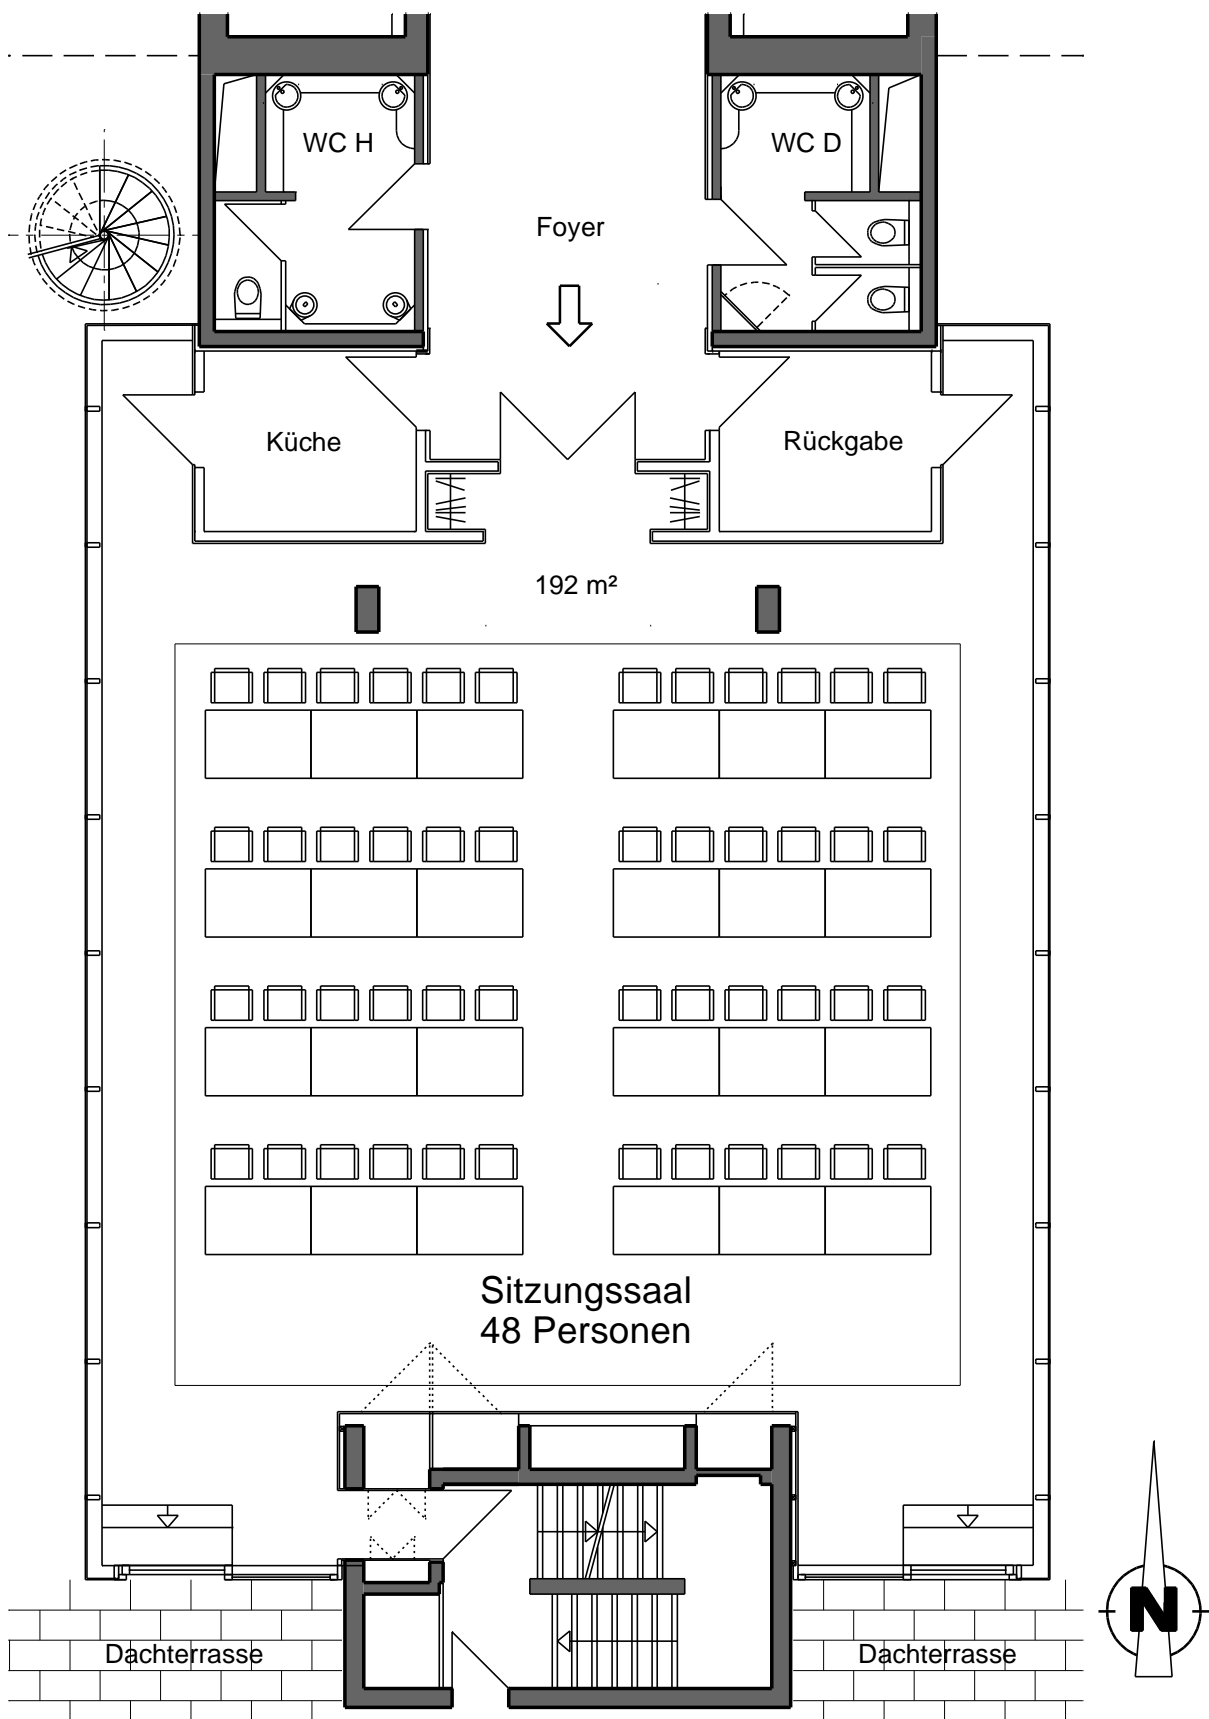 WC H
WC D
Foyer
Küche
Rückgabe
192 m²
Sitzungssaal
48 Personen
Dachterrasse
Dachterrasse
N